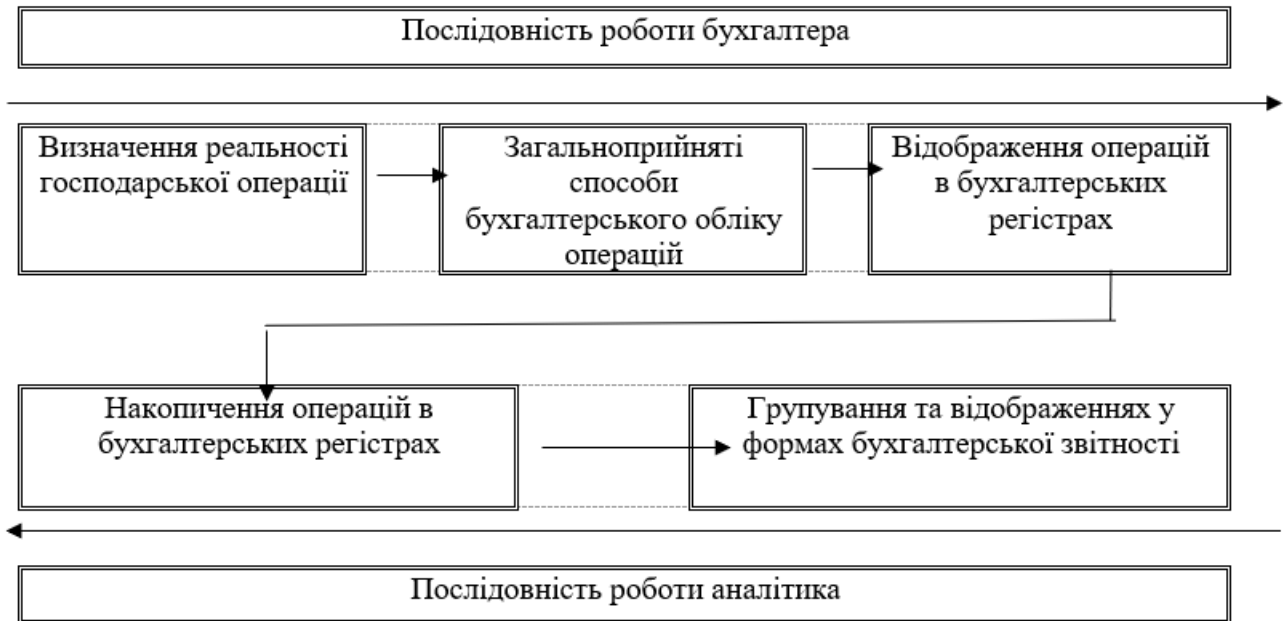 Послідовність роботи бухгалтера
Визначення реальності
господарської операції
Загальноприйняті
способи
бухгалтерського обліку
операцій
Відображення операцій
в бухгалтерських
регістрах
Накопичення операцій в
бухгалтерських регістрах
Групування та відображеннях у
формах бухгалтерської звітності
Послідовність роботи аналітика